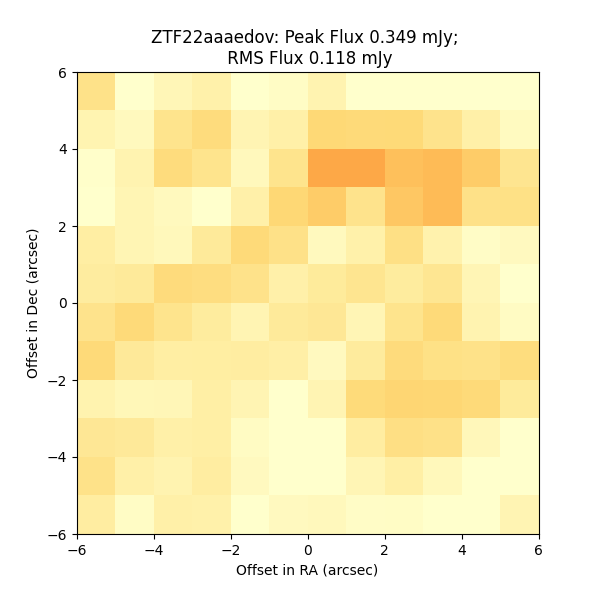 ZTF22aaaedov: Peak Flux 0.349 mJy;
RMS Flux 0.118 mJy
6
4
2
0
−2
−4
−6
Offset in Dec (arcsec)
−6 −4 −2 0 2 4 6
Offset in RA (arcsec)